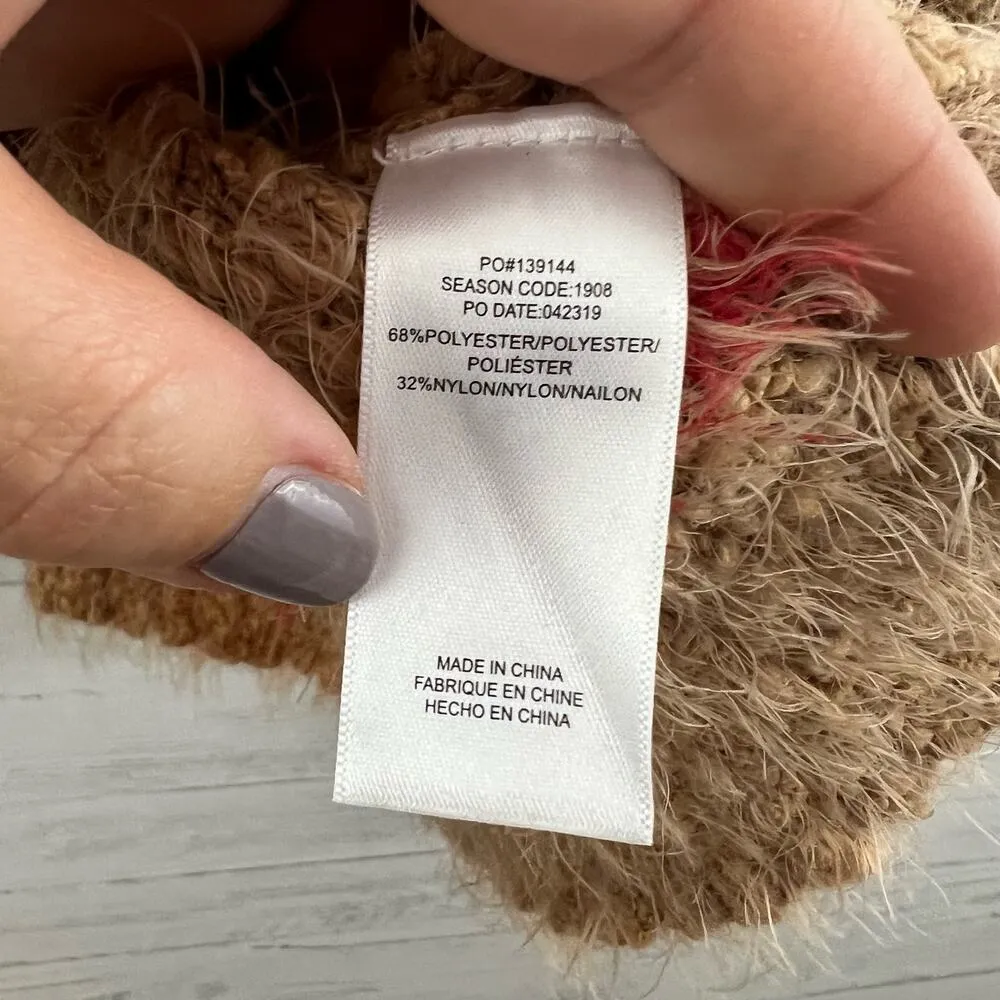 PO#139144
SEASON CODE:1908
PO DATE:042319
68%POLYESTER/POLYESTER/
POLIÉSTER
32%NYLON/NYLON/NAILON
MADE IN CHINA
FABRIQUE EN CHINE
HECHO EN CHINA